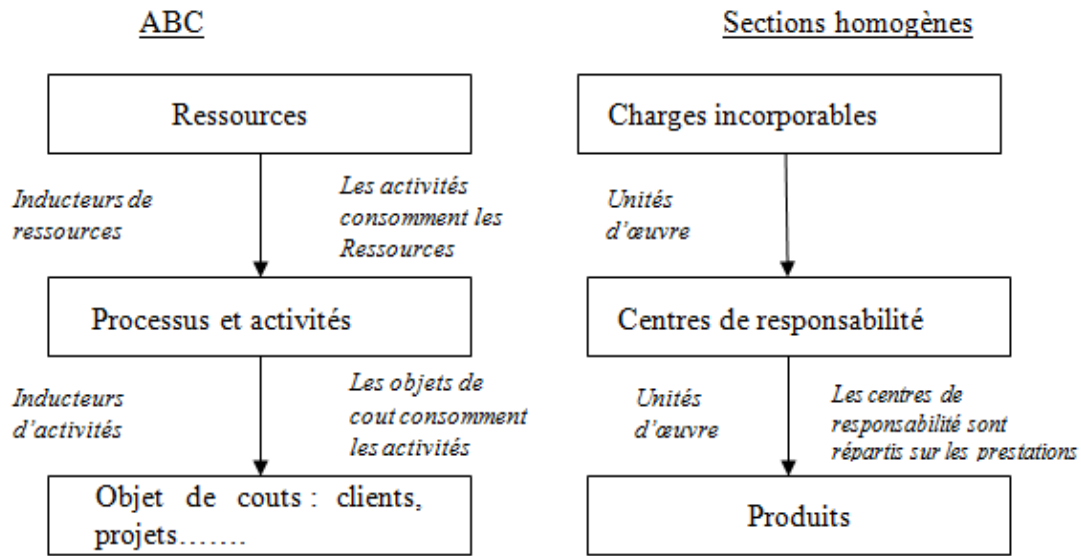 ABC
Ressources
Inducteurs de
ressources
Les activités
consomment les
Ressources
Processus et activités
Inducteurs
d'activités
Les objets de
cout consomment
les activités
Objet de couts : clients,
projets.......
Sections homogènes
Charges incorporables
Unités
d'œuvre
Centres de responsabilité
Unités
d'œuvre
Les centres de
responsabilité sont
répartis sur les prestations
Produits